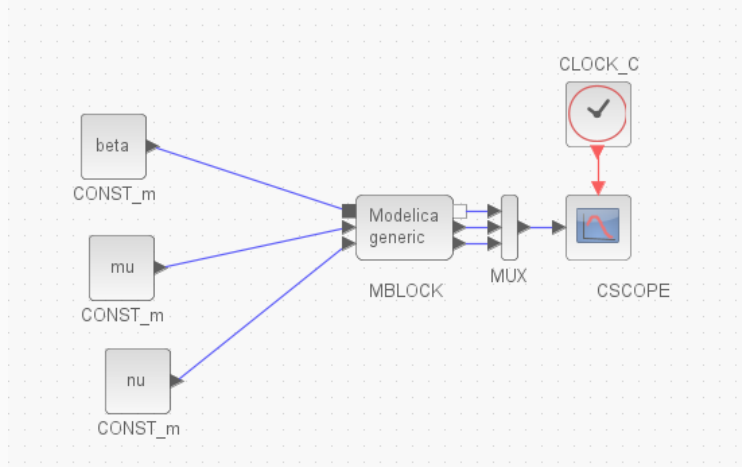 CLOCK_C
beta
CONST_m
Modelica
generic
mu
MUX
MBLOCK
CSCOPE
CONST_m
nu
CONST_m